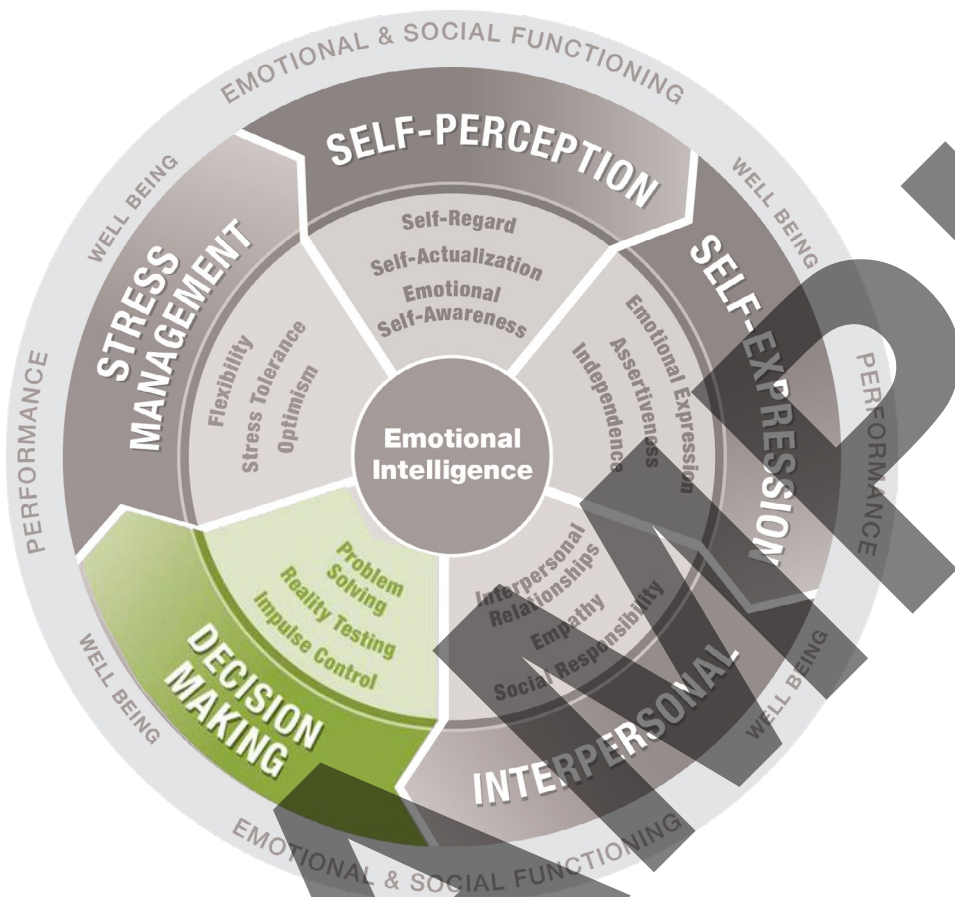 EMOTIONAL & SOCIAL FUNCTIONING
WELL BEING
WELL BEING
PERFORMANCE
PERFORMANCE
WELL BEING
WELL BEING
EMOTIONAL & SOCIAL FUNCTIONING
SELF-PERCEPTION
Self-Regard
Self-Actualization
Emotional
Self-Awareness
SELF-EXPRESSION
Emotional Expression
Assertiveness
Independence
INTERPERSONAL
Interpersonal
Relationships
Empathy
Social Responsibility
DECISION
MAKING
Problem
Solving
Reality Testing
Impulse Control
STRESS
MANAGEMENT
Flexibility
Stress Tolerance
Optimism
Emotional
Intelligence